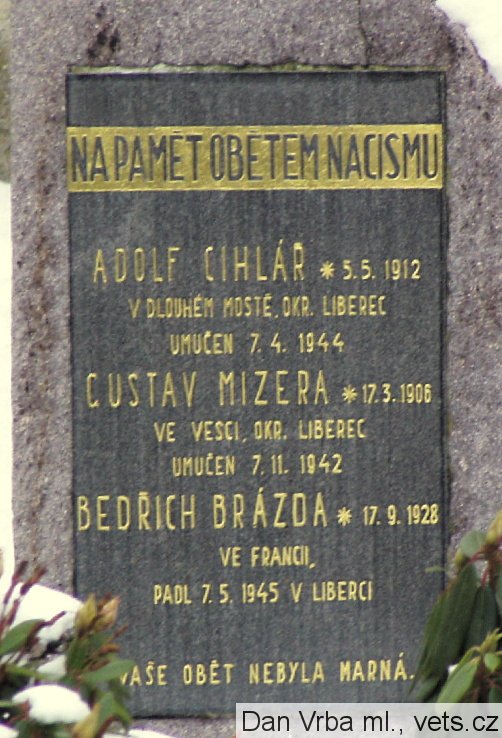 NA PAMĚT OBĚTEM NACISMU
ADOLF CIHLÁŘ * 5.5. 1912
V DLOUHÉM MOSTĚ, OKR. LIBEREC
UMUČEN 7. 4. 1944
GUSTAV MIZERA * 17.3.1906
VE VESCI, OKR. LIBEREC
UMUČEN 7. 11. 1942
BEDŘICH BRÁZDA * 17. 9. 1928
VE FRANCII,
PADL 7. 5. 1945 V LIBERCI
VAŠE OBĚŤ NEBYLA MARNÁ.
Dan Vrba ml., vets.cz